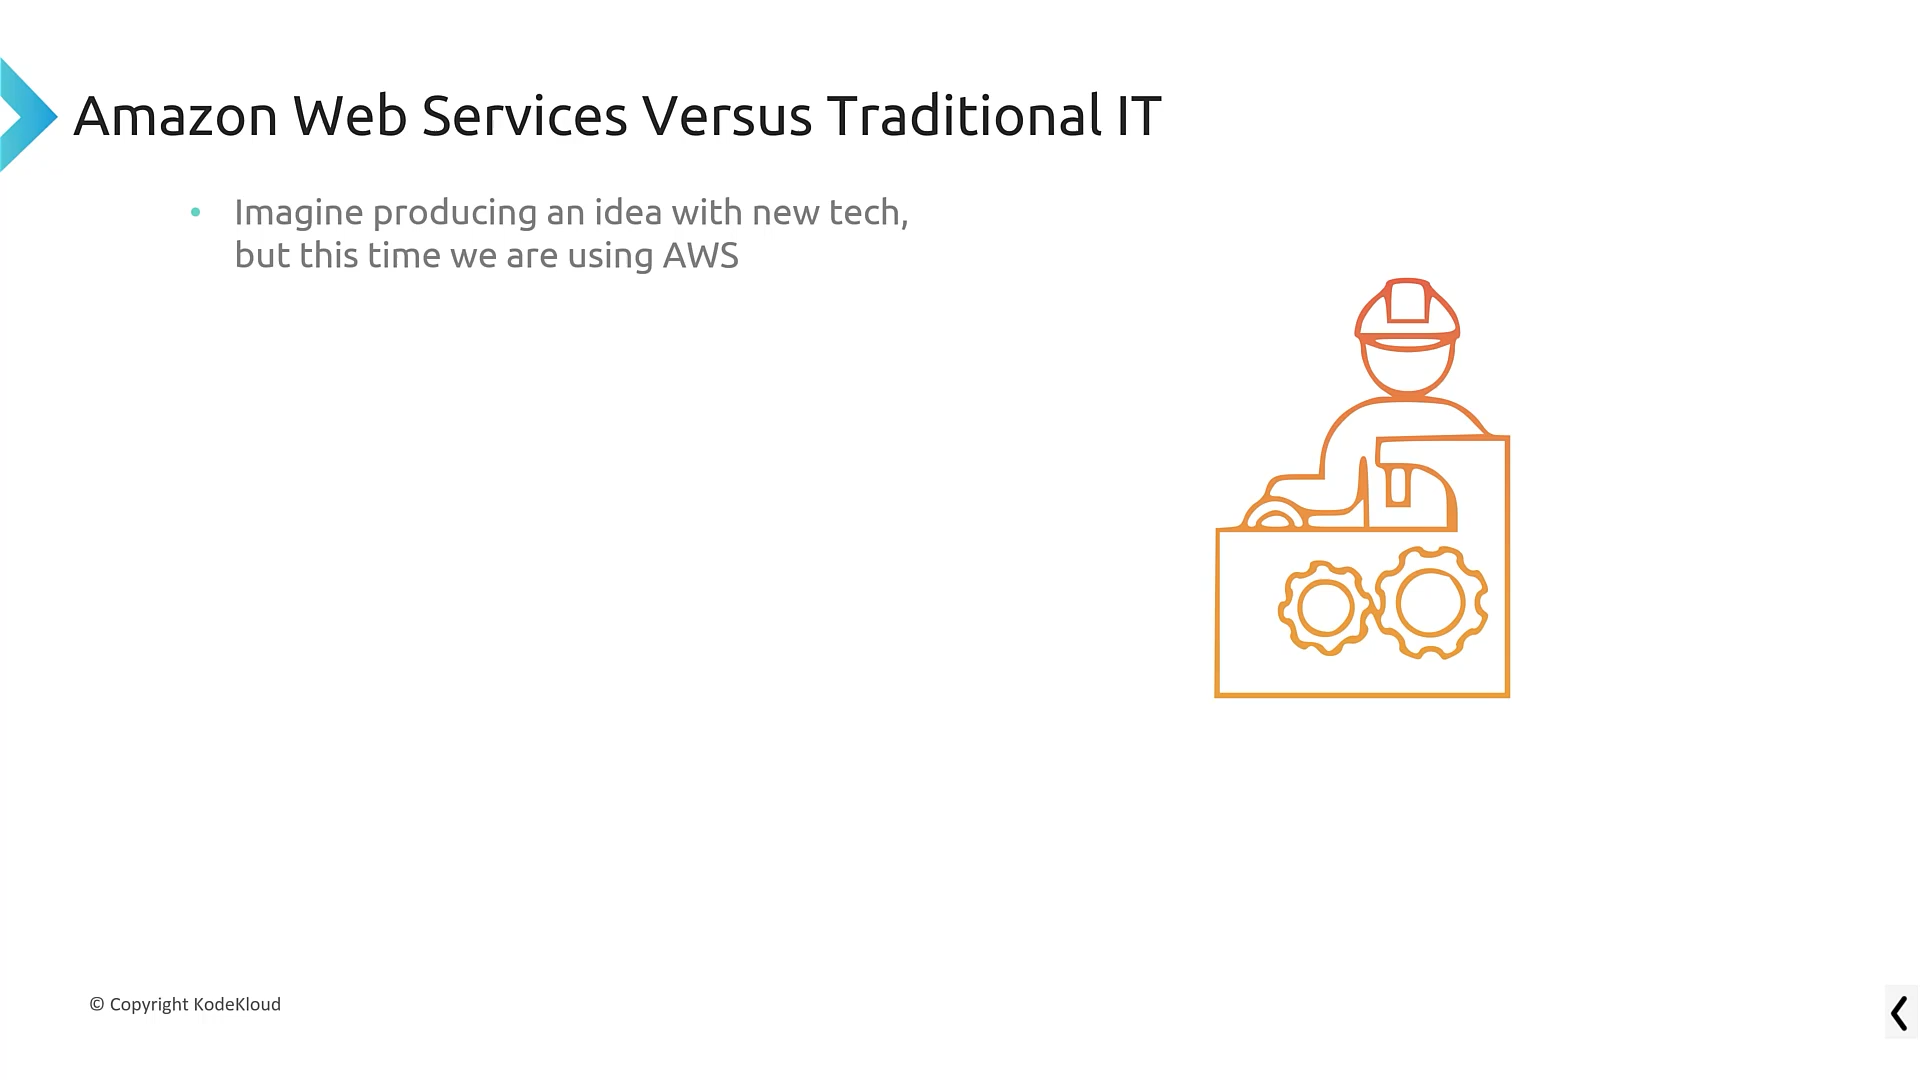 Amazon Web Services Versus Traditional IT
• Imagine producing an idea with new tech,
but this time we are using AWS
© Copyright KodeKloud